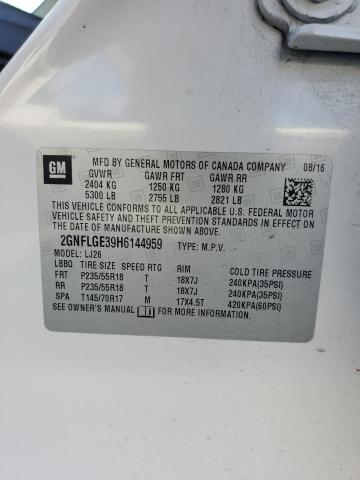 GM
MFD BY GENERAL MOTORS OF CANADA COMPANY 08/16
GVWR GAWR FRT GAWR RR
2404 KG 1250 KG 1280 KG
5300 LB 2755 LB 2821 LB
THIS VEHICLE CONFORMS TO ALL APPLICABLE U.S. FEDERAL MOTOR
VEHICLE SAFETY, BUMPER, AND THEFT PREVENTION STANDARDS IN EFFECT ON
THE DATE OF MANUFACTURE SHOWN ABOVE.
2GNFLGE39H6144959 TYPE: M.P.V.
MODEL: LJ26
LBBQ TIRE SIZE SPEED RTG RIM COLD TIRE PRESSURE
FRT P235/55R18 T 18X7J 240KPA(35PSI)
RR P235/55R18 T 18X7J 240KPA(35PSI)
SPA T145/70R17 M 17X4.5T 420KPA(60PSI)
SEE OWNER'S MANUAL FOR MORE INFORMATION.